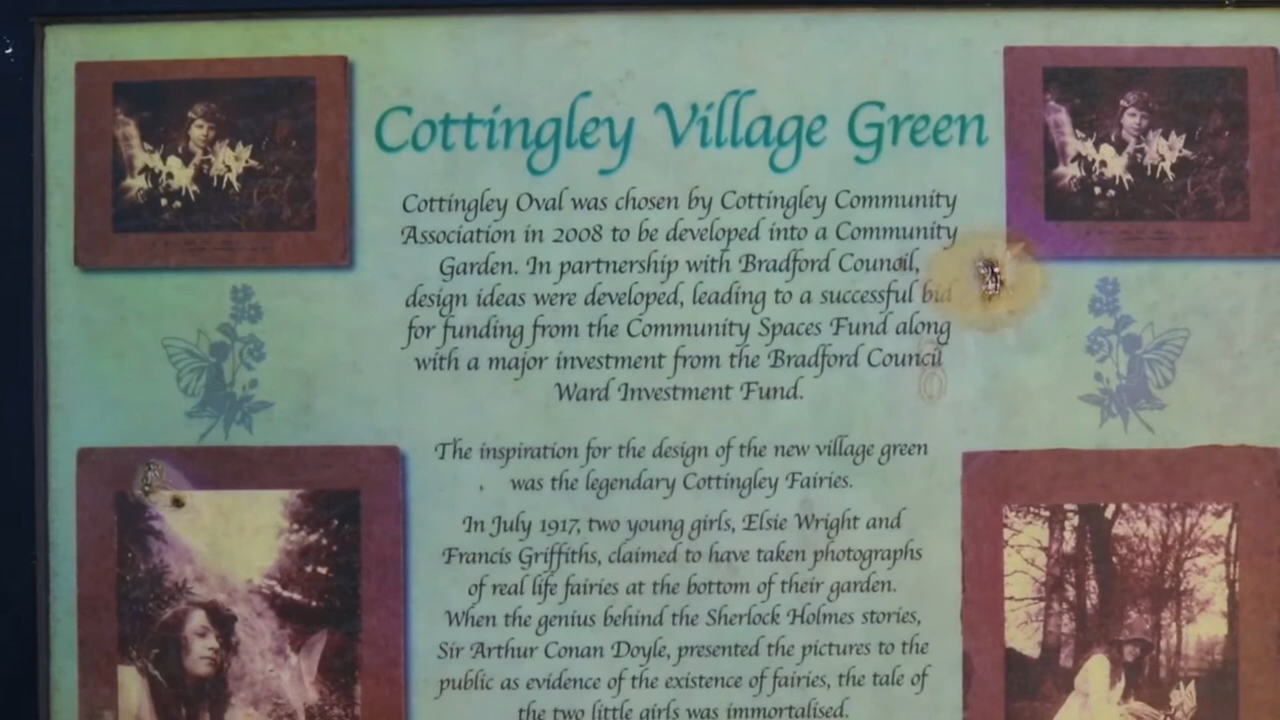 Cottingley Village Green
Cottingley Oval was chosen by Cottingley Community
Association in 2008 to be developed into a Community
Garden. In partnership with Bradford Council,
design ideas were developed, leading to a successful bid
for funding from the Community Spaces Fund along
with a major investment from the Bradford Council
Ward Investment Fund.
The inspiration for the design of the new village green
was the legendary Cottingley Fairies.
In July 1917, two young girls, Elsie Wright and
Francis Griffiths, claimed to have taken photographs
of real life fairies at the bottom of their garden.
When the genius behind the Sherlock Holmes stories,
Sir Arthur Conan Doyle, presented the pictures to the
public as evidence of the existence of fairies, the tale of
the two little girls was immortalised.